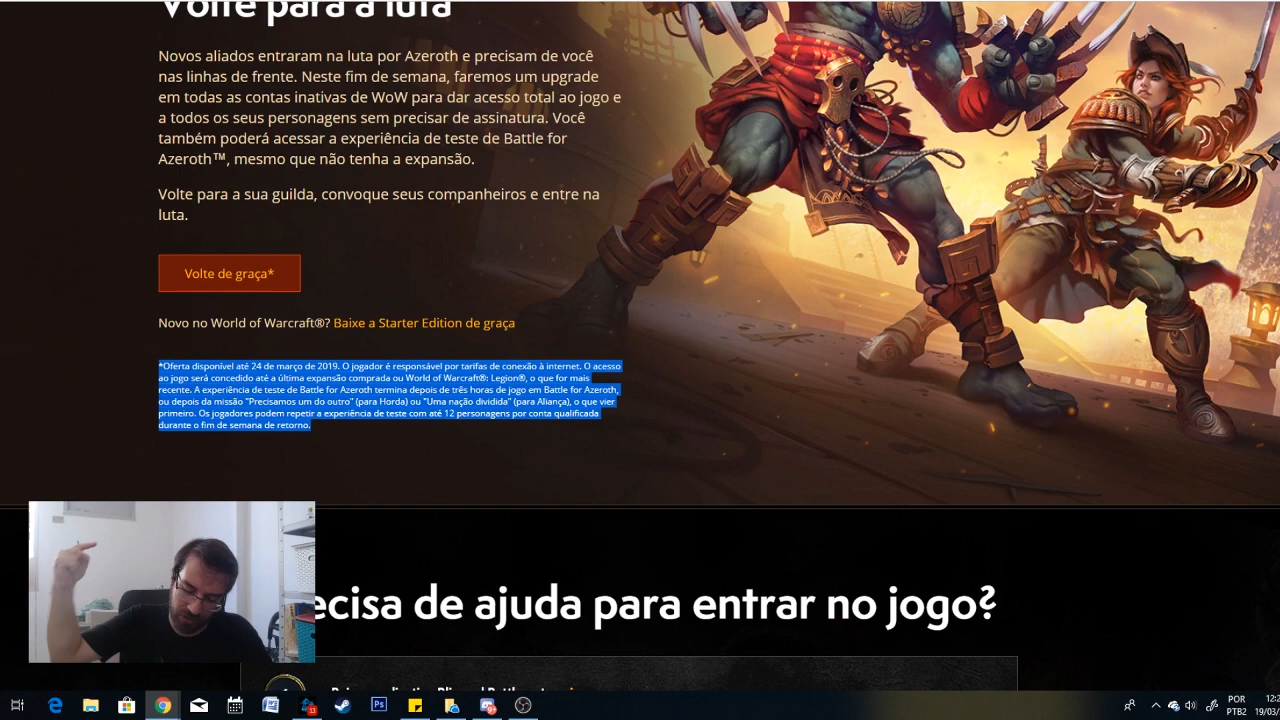 Volte para a luta
Novos aliados entraram na luta por Azeroth e precisam de você
nas linhas de frente. Neste fim de semana, faremos um upgrade
em todas as contas inativas de WoW para dar acesso total ao jogo e
a todos os seus personagens sem precisar de assinatura. Você
também poderá acessar a experiência de teste de Battle for
Azeroth™, mesmo que não tenha a expansão.
Volte para a sua guilda, convoque seus companheiros e entre na
luta.
Volte de graça*
Novo no World of Warcraft®? Baixe a Starter Edition de graça
*Oferta disponível até 24 de março de 2019. O jogador é responsável por tarifas de conexão à internet. O acesso
ao jogo será concedido até a última expansão comprada ou World of Warcraft®: Legion®, o que for mais
recente. A experiência de teste de Battle for Azeroth termina depois de três horas de jogo em Battle for Azeroth,
ou depois da missão "Precisamos um do outro" (para Horda) ou "Uma nação dividida" (para Aliança), o que vier
primeiro. Os jogadores podem repetir a experiência de teste com até 12 personagens por conta qualificada
durante o fim de semana de retorno.
ecisa de ajuda para entrar no jogo?
Ps
13
POR
PTB2
12:2
19/03/